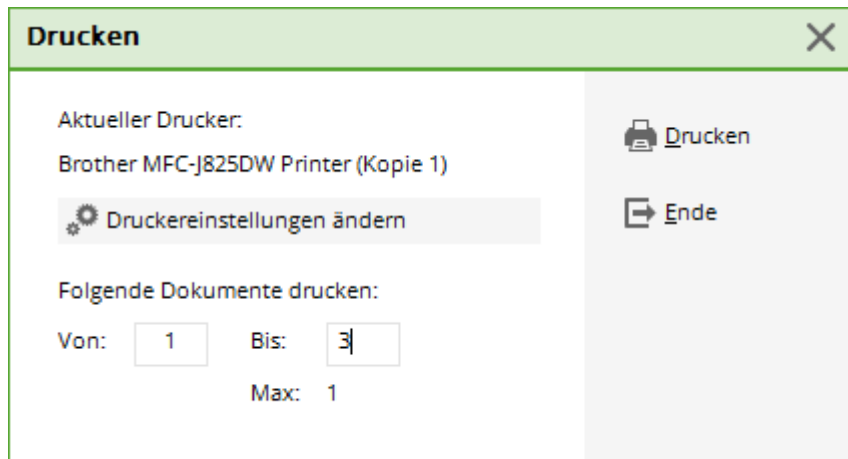 Drucken
Aktueller Drucker:
Brother MFC-J825DW Printer (Kopie 1)
Druckereinstellungen ändern
Folgende Dokumente drucken:
Von: 1 Bis: 3
Max: 1
Drucken
Ende